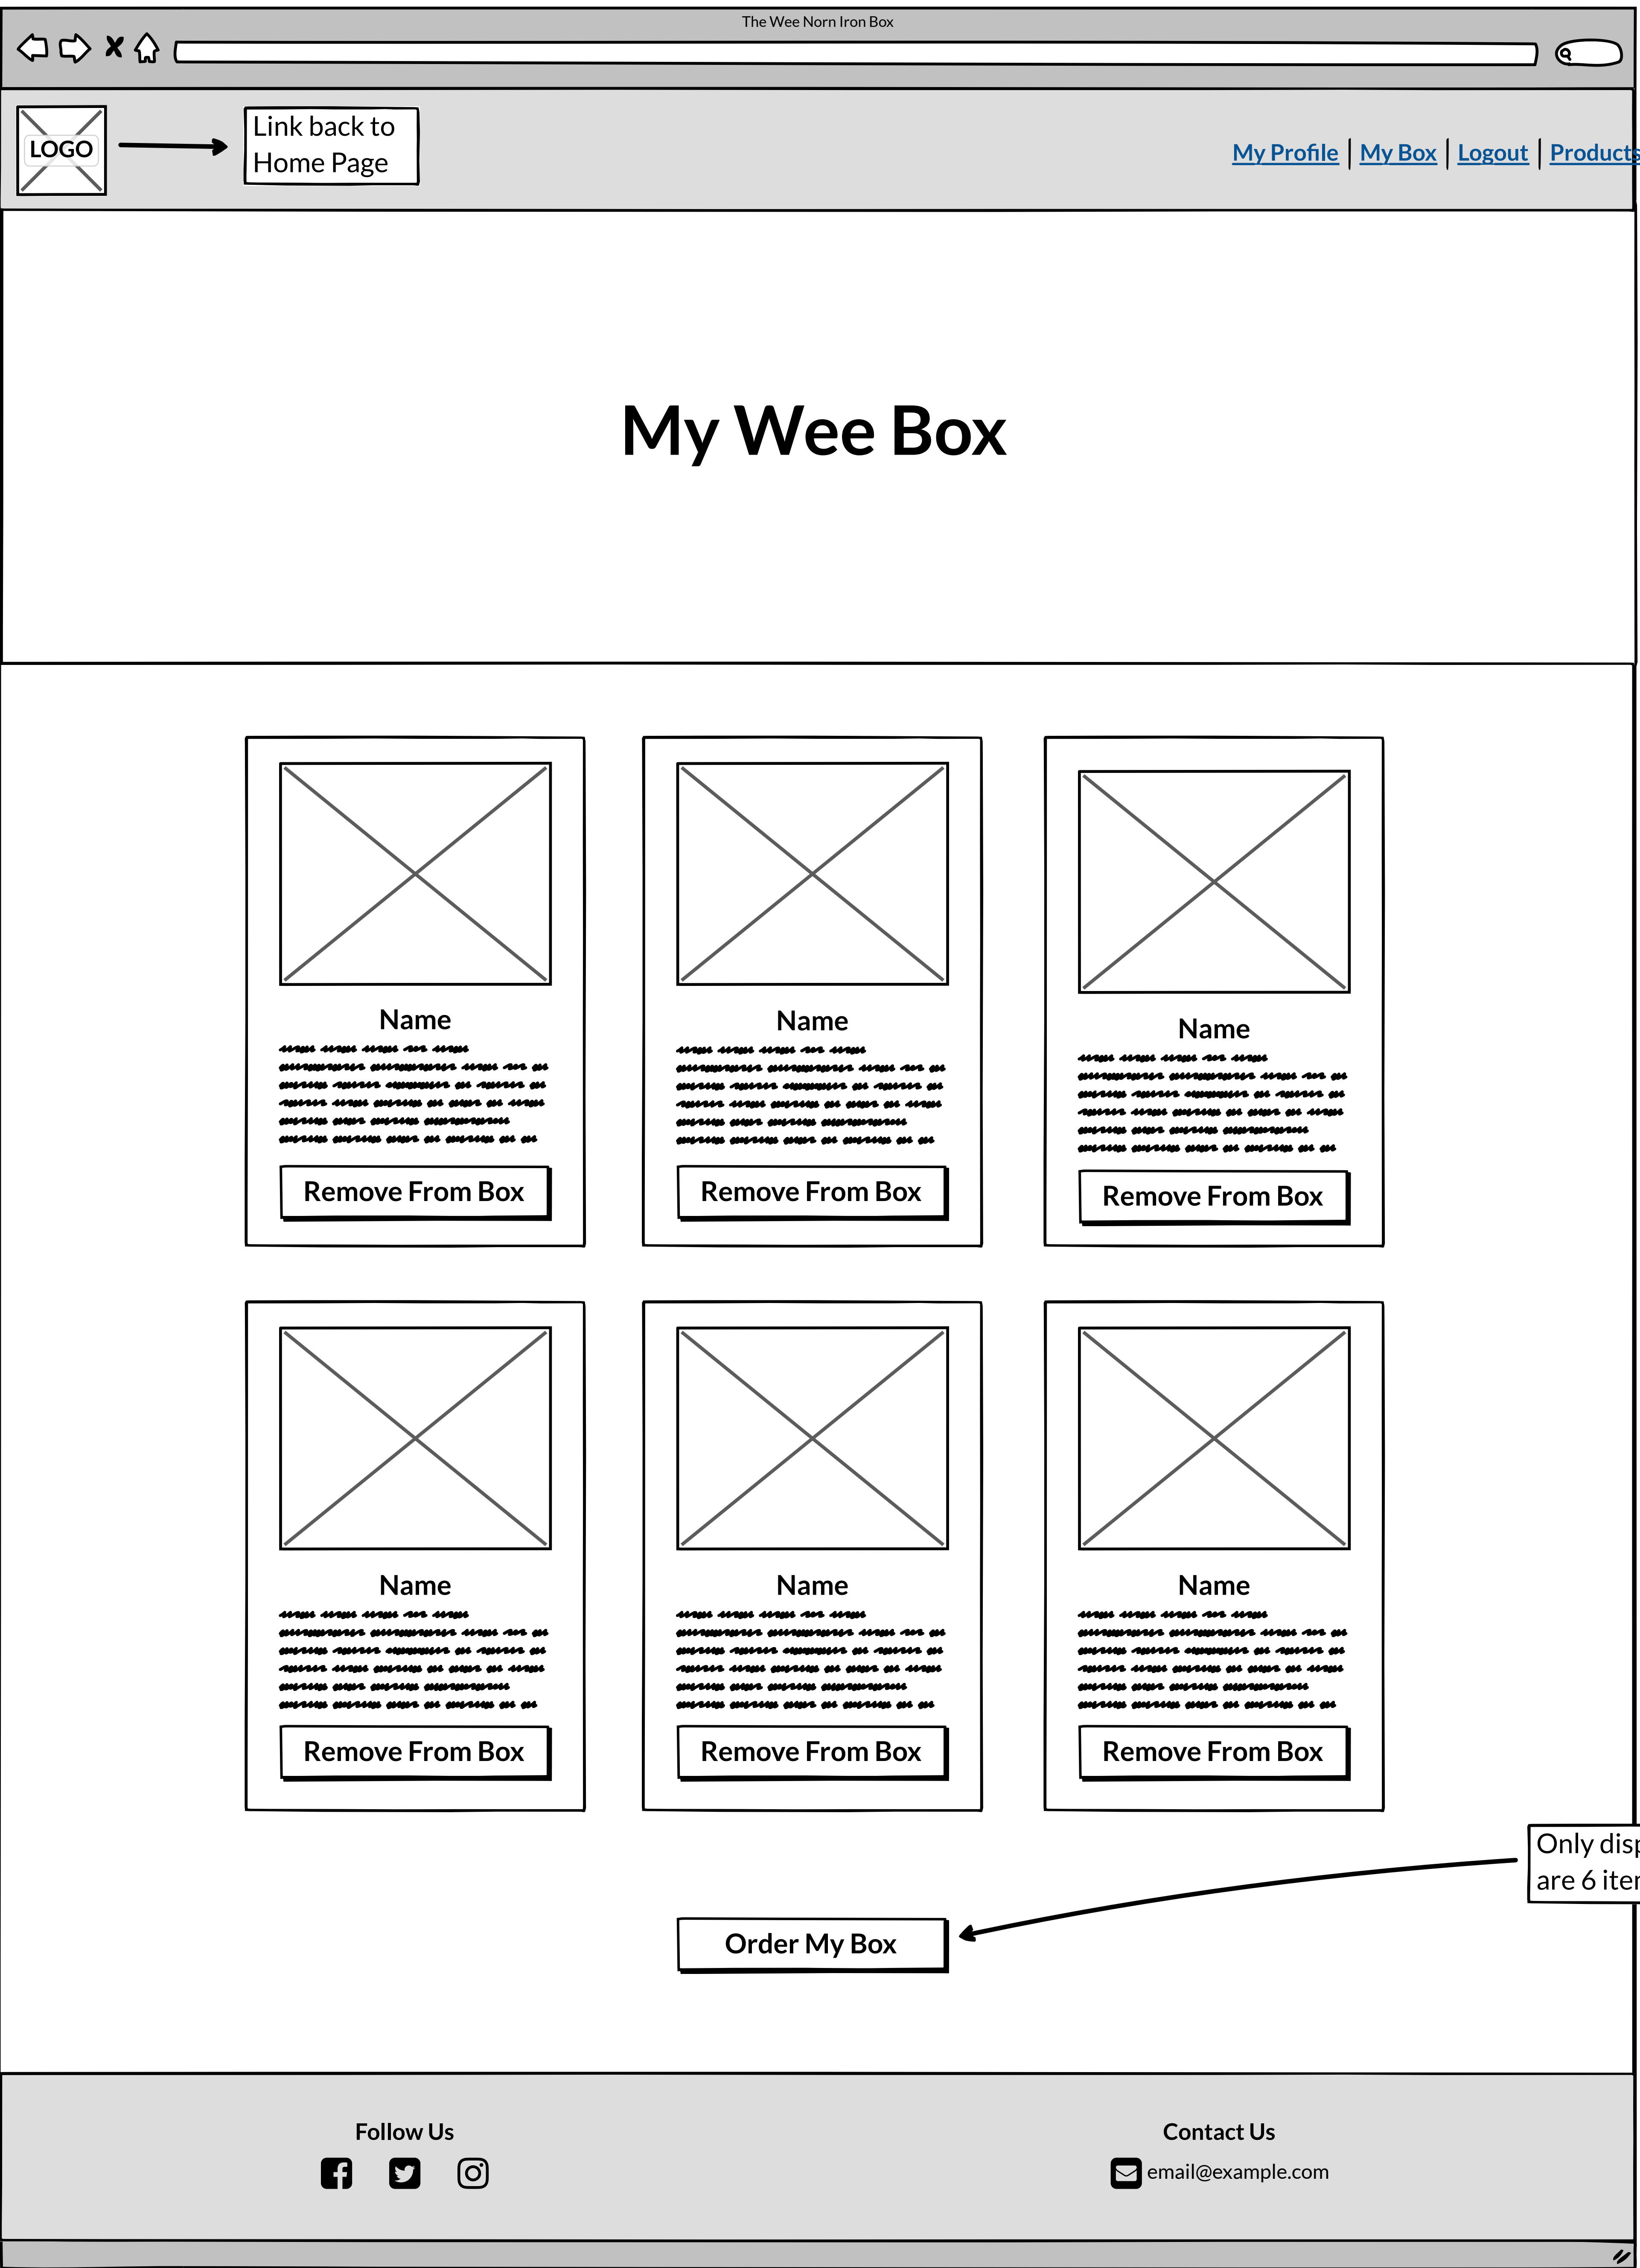 The Wee Norn Iron Box
LOGO
Link back to
Home Page
My Profile | My Box | Logout | Products
My Wee Box
Name
Name
Name
Remove From Box
Remove From Box
Remove From Box
Name
Name
Name
Remove From Box
Remove From Box
Remove From Box
Only
are 6
Order My Box
Follow Us
Contact Us
email@example.com